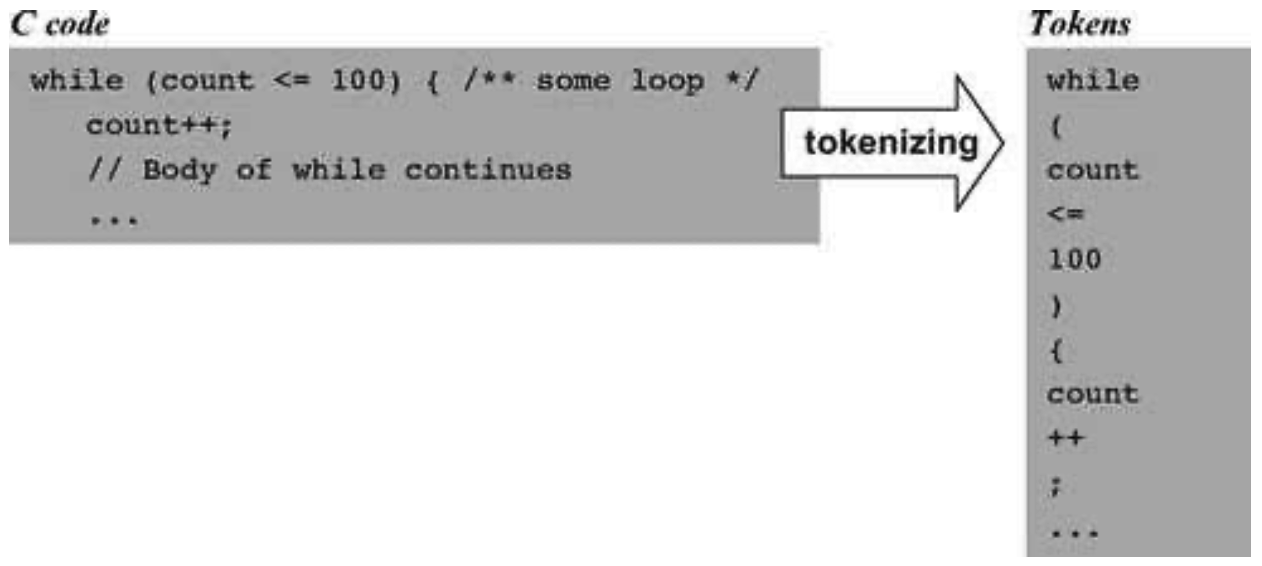 C code
while (count <= 100) { /** some loop */
count++;
// Body of while continues
...
tokenizing
Tokens
while
(
count
<=
100
)
{
count
++
;
...